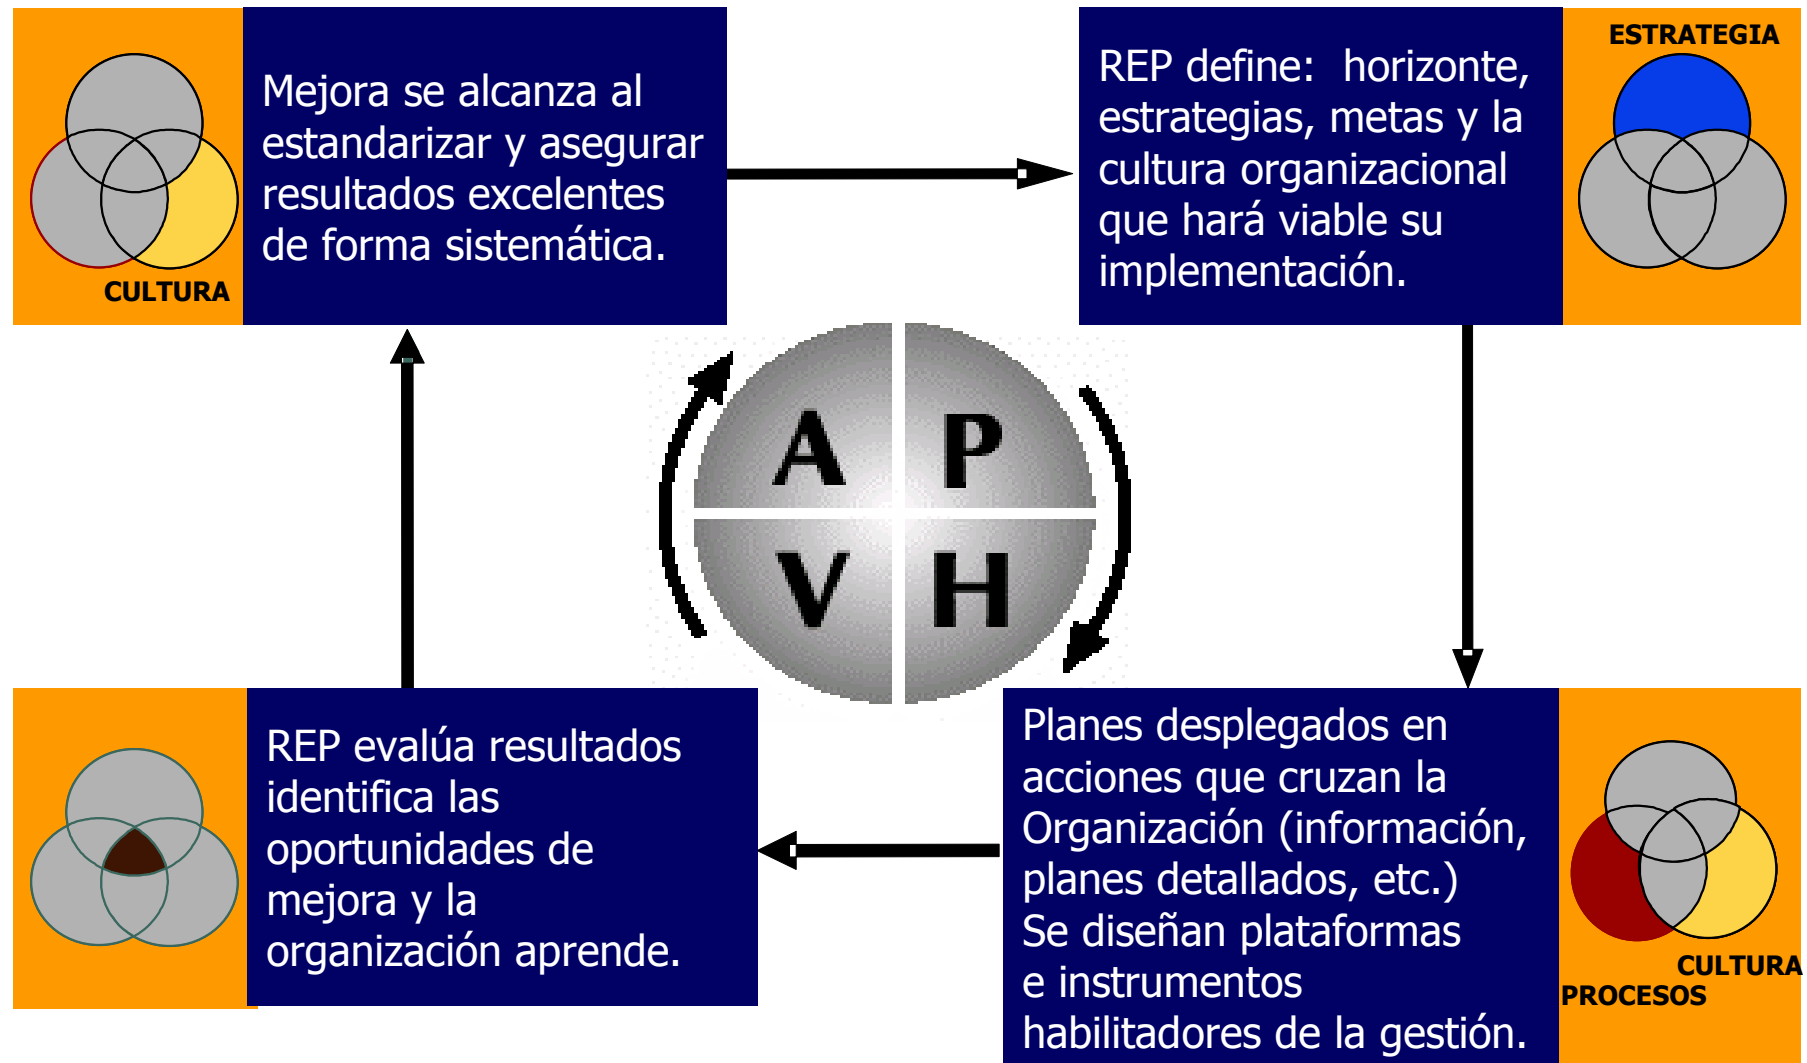 Mejora se alcanza al
estandarizar y asegurar
resultados excelentes
de forma sistemática.
CULTURA
REP define:  horizonte,
estrategias, metas y la
cultura organizacional
que hará viable su
implementación.
ESTRATEGIA
A P
V H
REP evalúa resultados
identifica las
oportunidades de
mejora y la
organización aprende.
Planes desplegados en
acciones que cruzan la
Organización (información,
planes detallados, etc.)
Se diseñan plataformas
e instrumentos
habilitadores de la gestión.
CULTURA
PROCESOS